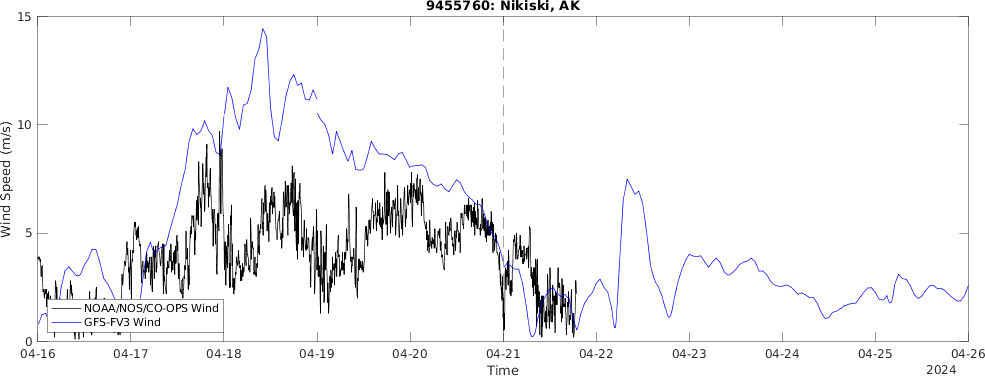 9455760: Nikiski, AK
15
10
5
0
Wind Speed (m/s)
NOAA/NOS/CO-OPS Wind
GFS-FV3 Wind
04-16 04-17 04-18 04-19 04-20 04-21 04-22 04-23 04-24 04-25 04-26
Time
2024